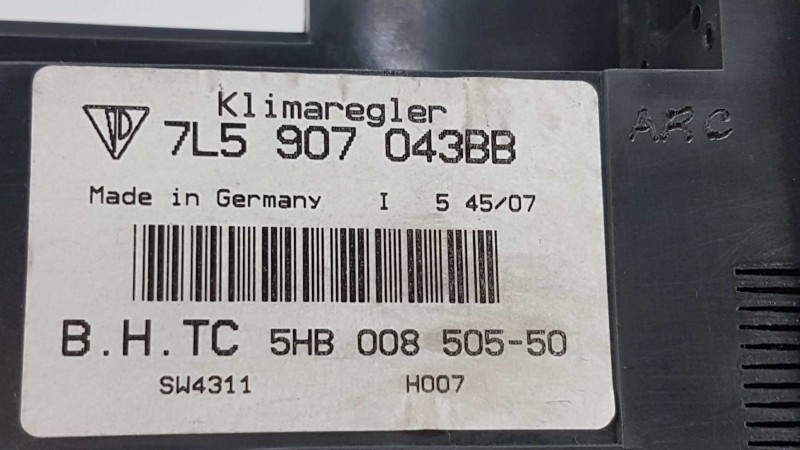 Klimaregler
7L5 907 043BB
Made in Germany I 5 45/07
B.H.TC 5HB 008 505-50
SW4311 H007
ARC